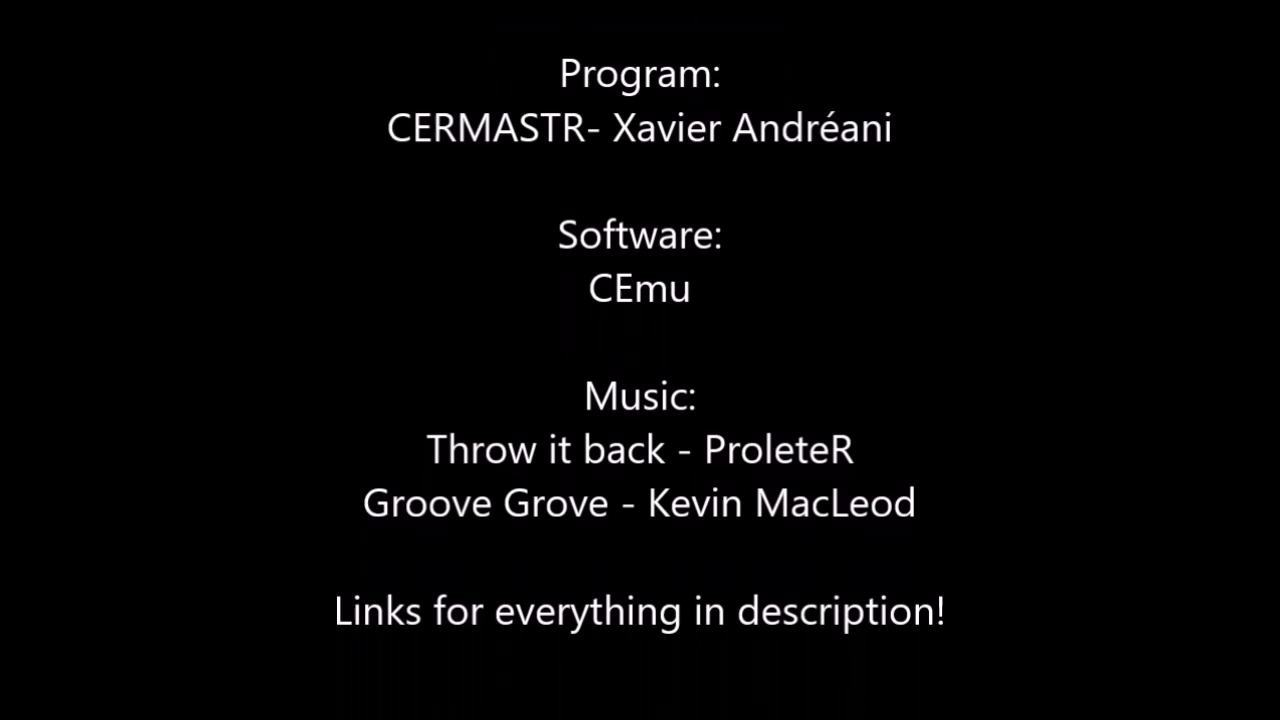 Program:
CERMASTR- Xavier Andréani
Software:
CEmu
Music:
Throw it back - ProleteR
Groove Grove - Kevin MacLeod
Links for everything in description!